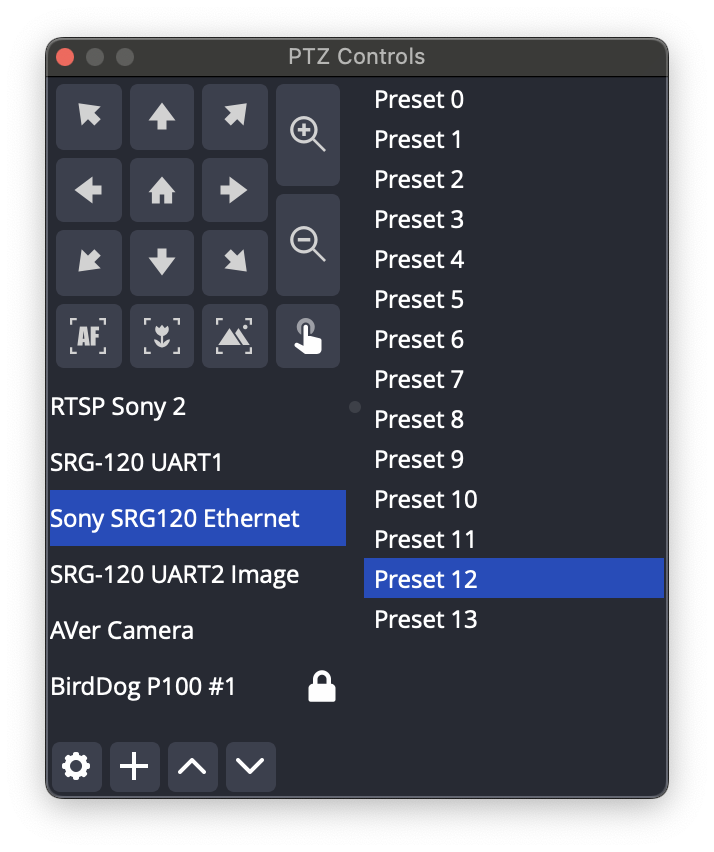 PTZ Controls
AF
RTSP Sony 2
SRG-120 UART1
Sony SRG120 Ethernet
SRG-120 UART2 Image
AVer Camera
BirdDog P100 #1
Preset 0
Preset 1
Preset 2
Preset 3
Preset 4
Preset 5
Preset 6
Preset 7
Preset 8
Preset 9
Preset 10
Preset 11
Preset 12
Preset 13